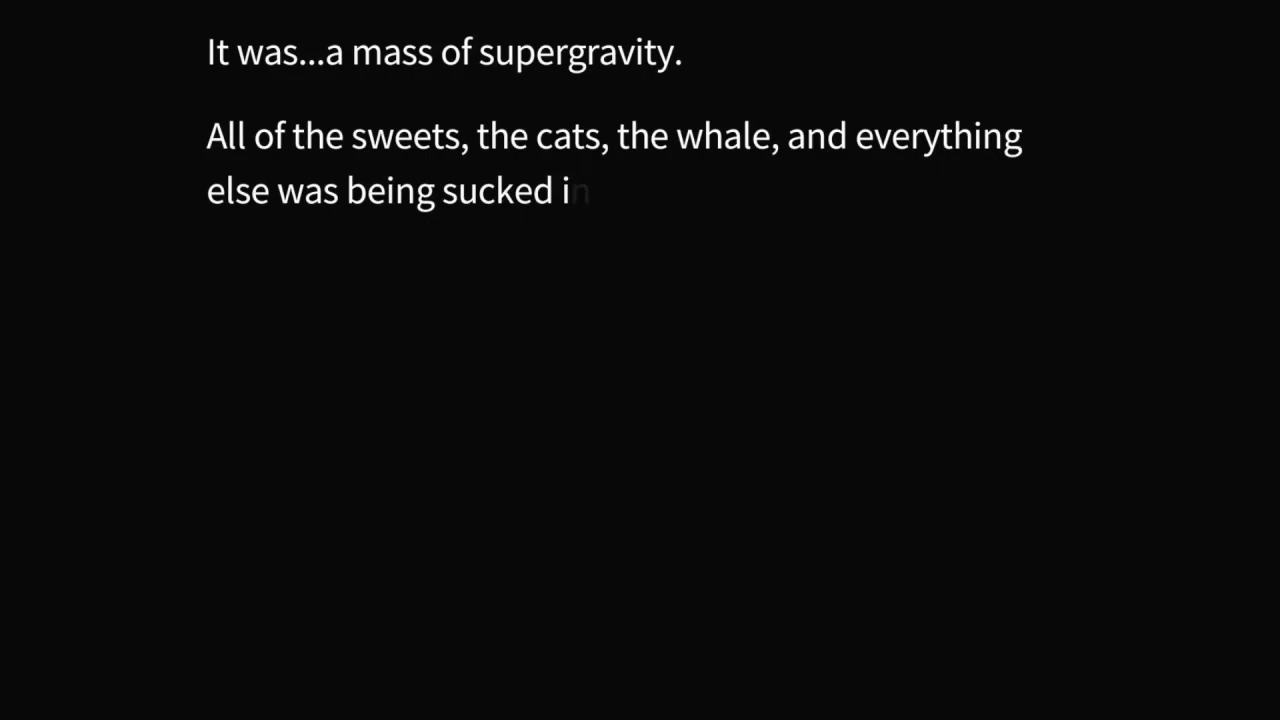 It was...a mass of supergravity.
All of the sweets, the cats, the whale, and everything
else was being sucked in